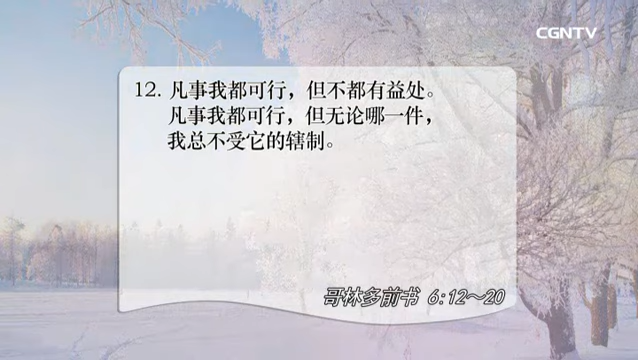 CGNTV
12. 凡事我都可行，但不都有益处。
凡事我都可行，但无论哪一件，
我总不受它的辖制。
哥林多前书 6:12～20